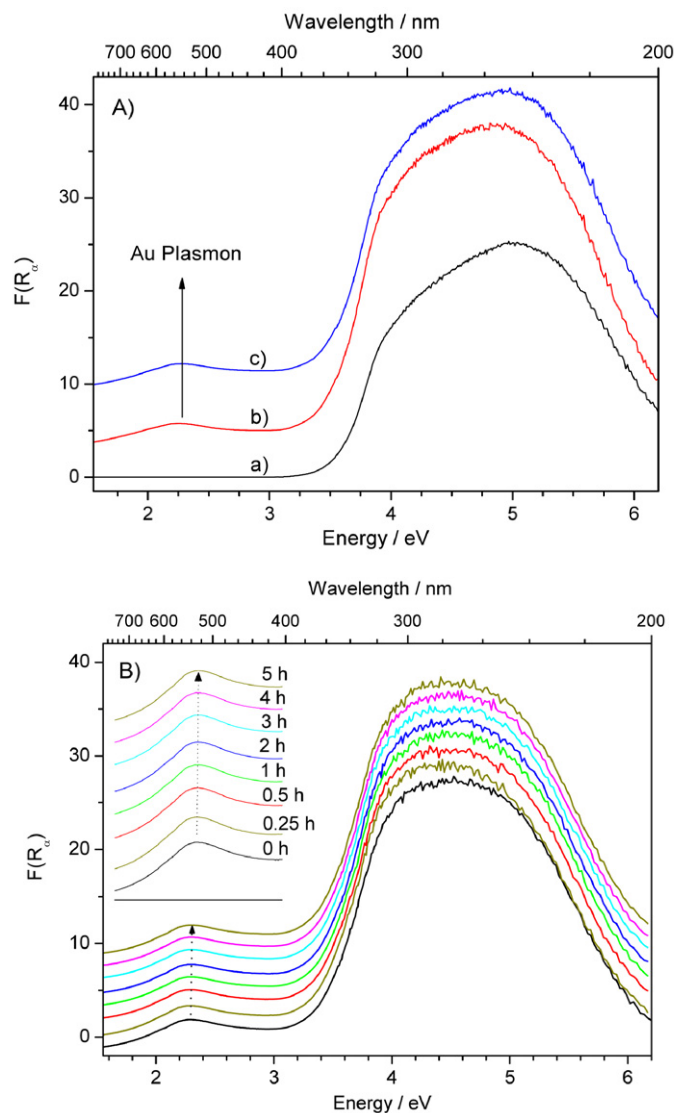 Wavelength / nm
700 600 500 400 300 200
A)
40
30
20
10
0
F(Rα)
Au Plasmon
c)
b)
a)
2 3 4 5 6
Energy / eV
Wavelength / nm
700 600 500 400 300 200
B)
40
30
20
10
0
F(Rα)
5 h
4 h
3 h
2 h
1 h
0.5 h
0.25 h
0 h
2 3 4 5 6
Energy / eV